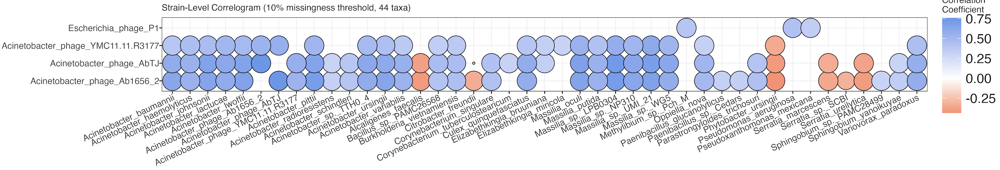 Strain-Level Correlogram (10% missingness threshold, 44 taxa)
Correlation
Coefficient
0.75
0.50
0.25
0.00
-0.25
Escherichia_phage_P1
Acinetobacter_phage_YMC11.11.R3177
Acinetobacter_phage_AbTJ
Acinetobacter_phage_Ab1656_2
Acinetobacter_baumannii
Acinetobacter_haemolyticus
Acinetobacter_johnsonii
Acinetobacter_lactucae
Acinetobacter_lwoffii
Acinetobacter_phage_Ab1656_2
Acinetobacter_phage_AbTJ
Acinetobacter_phage_YMC11.11.R3177
Acinetobacter_pittii
Acinetobacter_radioresistens
Acinetobacter_schindleri
Acinetobacter_sp._TTH0_4
Acinetobacter_ursingii
Acinetobacter_variabilis
Alcaligenes_faecalis
Bacillus_sp._PAMC26568
Burkholderia_vietnamiensis
Citrobacter_freundii
Corynebacterium_singulare
Corynebacterium_tuberculostearicum
Culex_quinquefasciatus
Elizabethkingia_bruuniana
Elizabethkingia_miricola
Massilia_oculi
Massilia_putida
Massilia_sp._LPB0304
Massilia_sp._NP310
Massilia_sp._UMI_21
Massilia_sp._WG5
Methylibium_sp._Pch_M
Oppiella_nova
Paenibacillus_glucanolyticus
Paenibacillus_sp._Cedars
Parastrongyloides_trichosuri
Phytobacter_ursingii
Pseudomonas_aeruginosa
Pseudoxanthomonas_mexicana
Serratia_marcescens
Serratia_sp._SCBI
Serratia_ureilytica
Sphingobium_sp._PAMC28499
Sphingobium_yanoikuyae
Variovorax_paradoxus